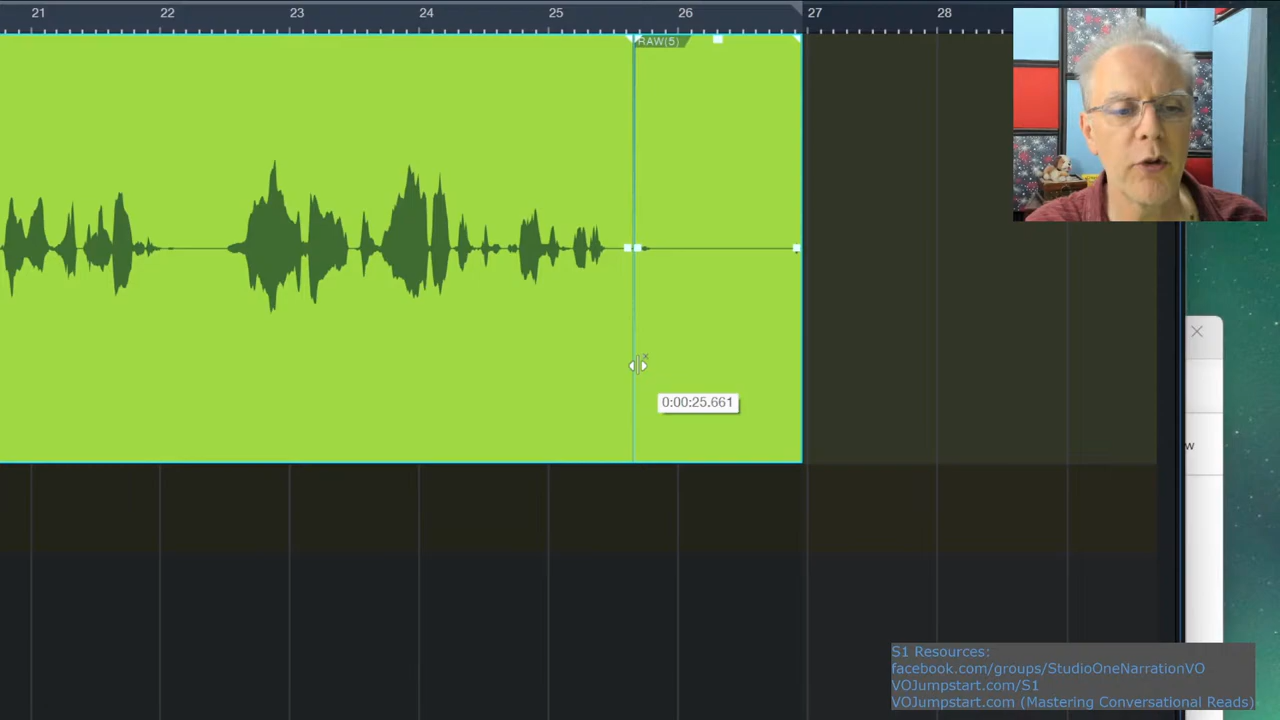 21 22 23 24 25 26 27 28
RAW(5)
0:00:25.661
w
S1 Resources:
facebook.com/groups/StudioOneNarrationVO
VOJumpstart.com/S1
VOJumpstart.com (Mastering Conversational Reads)